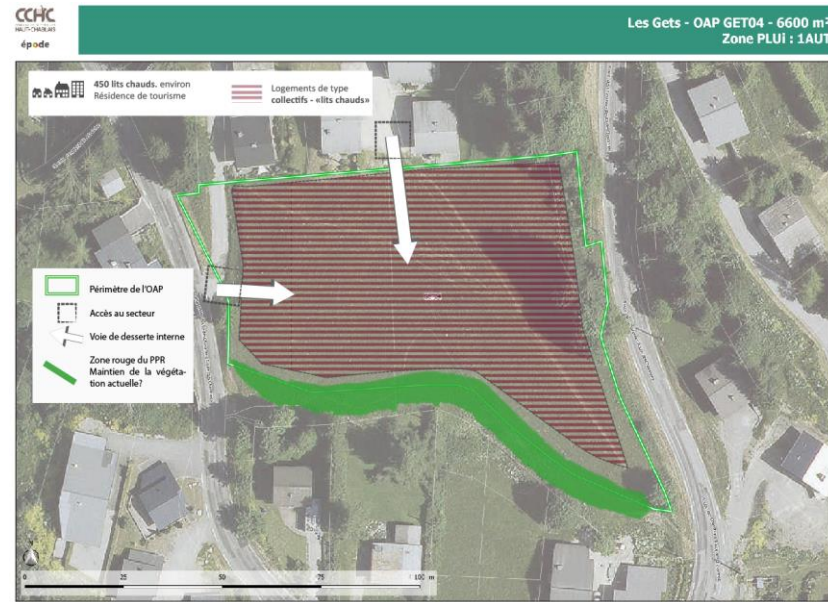 CCHC
HAUT-CHABLAIS
épode
Les Gets - OAP GET04 - 6600 m²
Zone PLUi : 1AUT
450 lits chauds. environ
Résidence de tourisme
Logements de type
collectifs - «lits chauds»
Périmètre de l'OAP
Accès au secteur
Voie de desserte interne
Zone rouge du PPR
Maintien de la végéta-
tion actuelle?
0 25 50 75 100 m